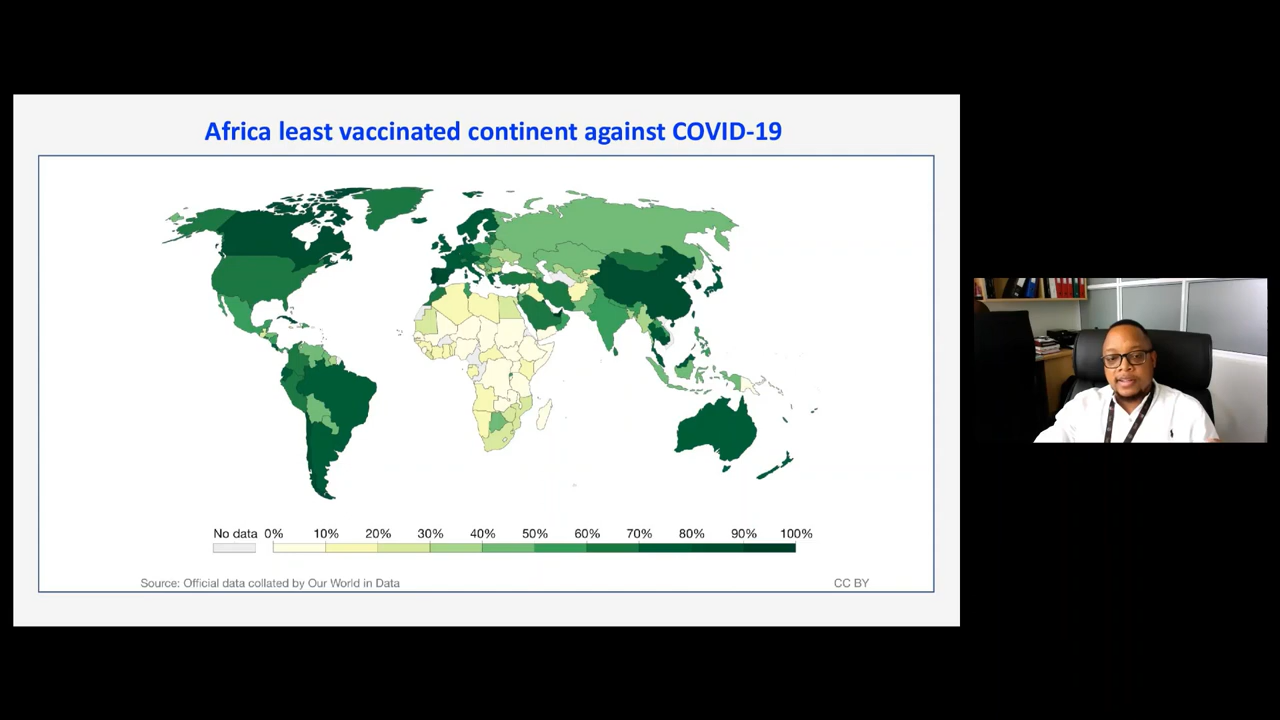 Africa least vaccinated continent against COVID-19
No data 0% 10% 20% 30% 40% 50% 60% 70% 80% 90% 100%
Source: Official data collated by Our World in Data
CC BY